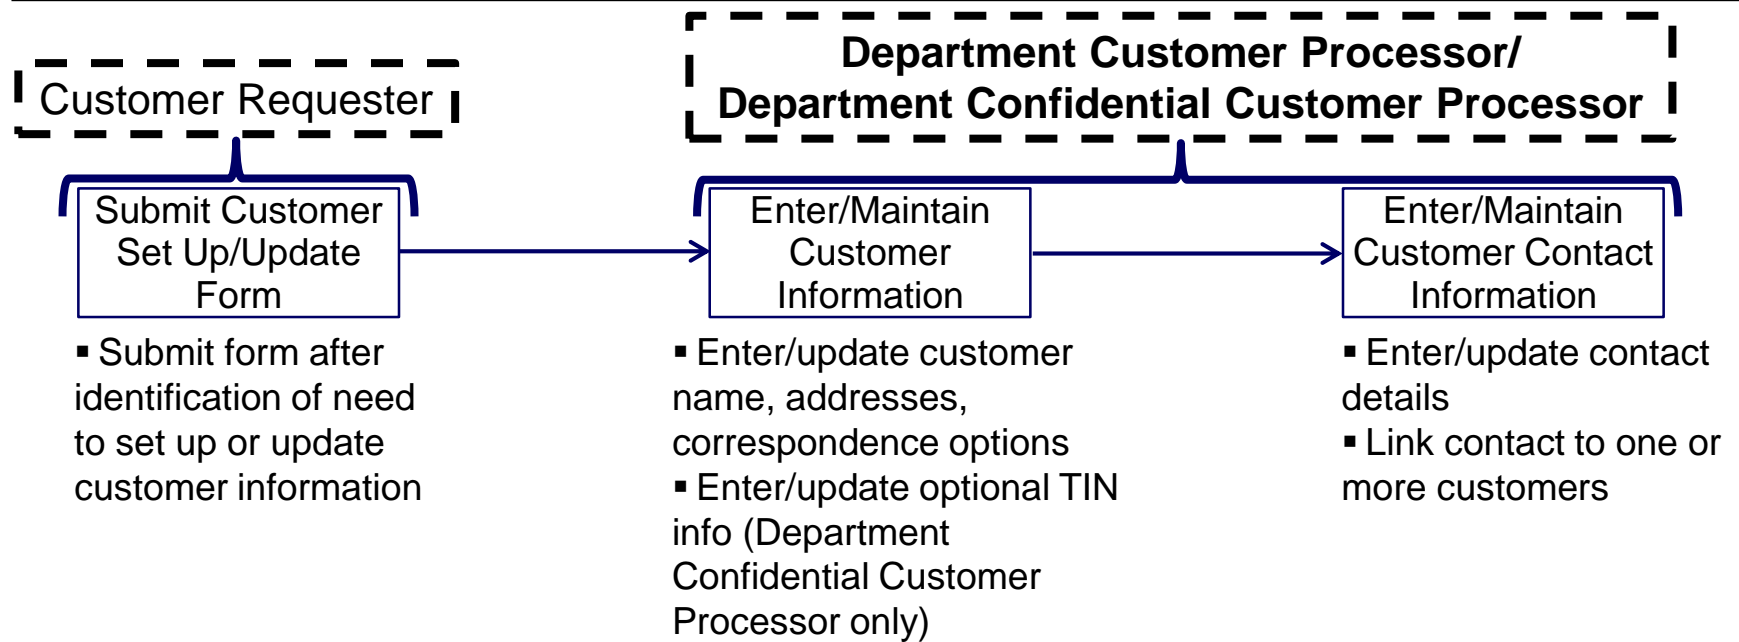 Customer Requester
Department Customer Processor/
Department Confidential Customer Processor
Submit Customer
Set Up/Update
Form
Enter/Maintain
Customer
Information
Enter/Maintain
Customer Contact
Information
▪ Submit form after
identification of need
to set up or update
customer information
▪ Enter/update customer
name, addresses,
correspondence options
▪ Enter/update optional TIN
info (Department
Confidential Customer
Processor only)
▪ Enter/update contact
details
▪ Link contact to one or
more customers